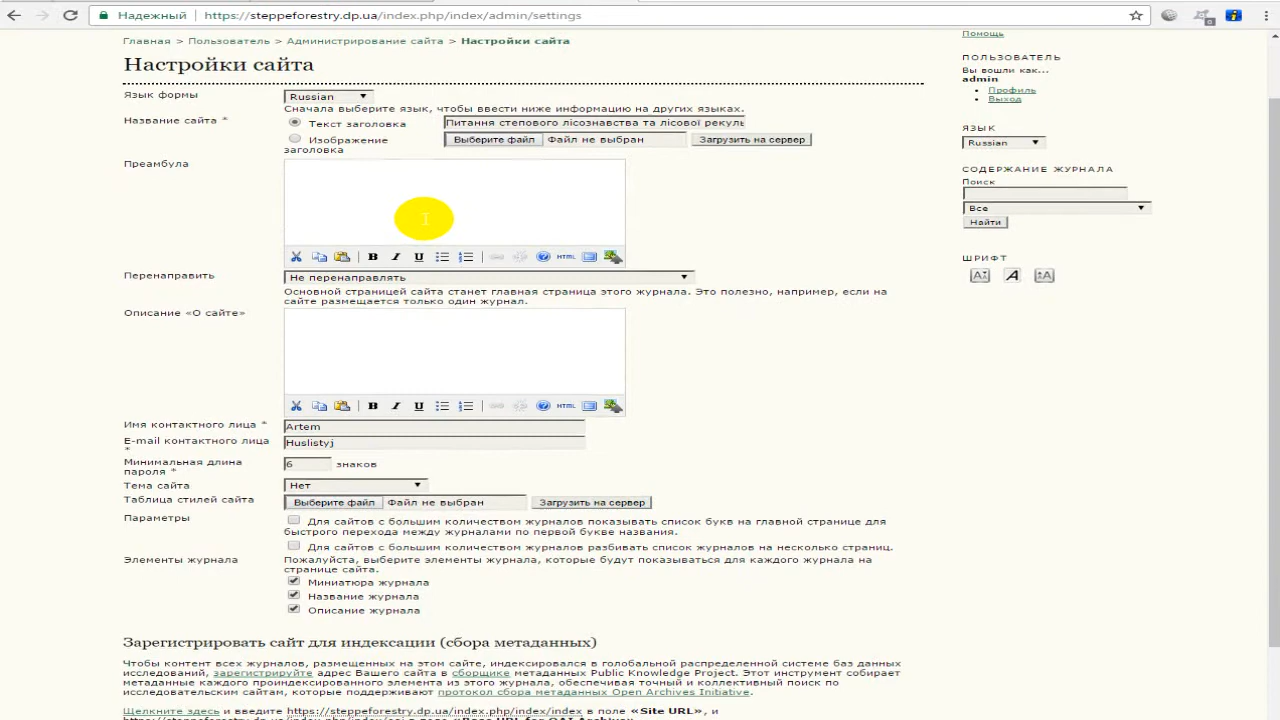 Надежный
https://steppeforestry.dp.ua/index.php/index/admin/settings
Главная > Пользователь > Администрирование сайта > Настройки сайта
Настройки сайта
Язык формы
Russian
Сначала выберите язык, чтобы ввести ниже информацию на других языках.
Название сайта *
Текст заголовка
Питання степового лісознавства та лісової рекуль
Изображение заголовка
Выберите файл Файл не выбран
Загрузить на сервер
Преамбула
B I U HTML
Перенаправить
Не перенаправлять
Основной страницей сайта станет главная страница этого журнала. Это полезно, например, если на
сайте размещается только один журнал.
Описание «О сайте»
B I U HTML
Имя контактного лица *
Artem
E-mail контактного лица
*
Huslistyj
Минимальная длина
пароля *
6 знаков
Тема сайта
Нет
Таблица стилей сайта
Выберите файл Файл не выбран
Загрузить на сервер
Параметры
Для сайтов с большим количеством журналов показывать список букв на главной странице для
быстрого перехода между журналами по первой букве названия.
Для сайтов с большим количеством журналов разбивать список журналов на несколько страниц.
Элементы журнала
Пожалуйста, выберите элементы журнала, которые будут показываться для каждого журнала на
странице сайта.
Миниатюра журнала
Название журнала
Описание журнала
Зарегистрировать сайт для индексации (сбора метаданных)
Чтобы контент всех журналов, размещенных на этом сайте, индексировался в голобальной распределенной системе баз данных
исследований, зарегистрируйте адрес Вашего сайта в сборщике метаданных Public Knowledge Project. Этот инструмент собирает
метаданные каждого проиндексированного элемента из этого журнала, обеспечивая точный и коллективный поиск по
исследовательским сайтам, которые поддерживают протокол сбора метаданных Open Archives Initiative.
Щелкните здесь и введите https://steppeforestry.dp.ua/index.php/index/index в поле «Site URL», и
Помощь
ПОЛЬЗОВАТЕЛЬ
Вы вошли как...
admin
Профиль
Выход
ЯЗЫК
Russian
СОДЕРЖАНИЕ ЖУРНАЛА
Поиск
Все
Найти
ШРИФТ